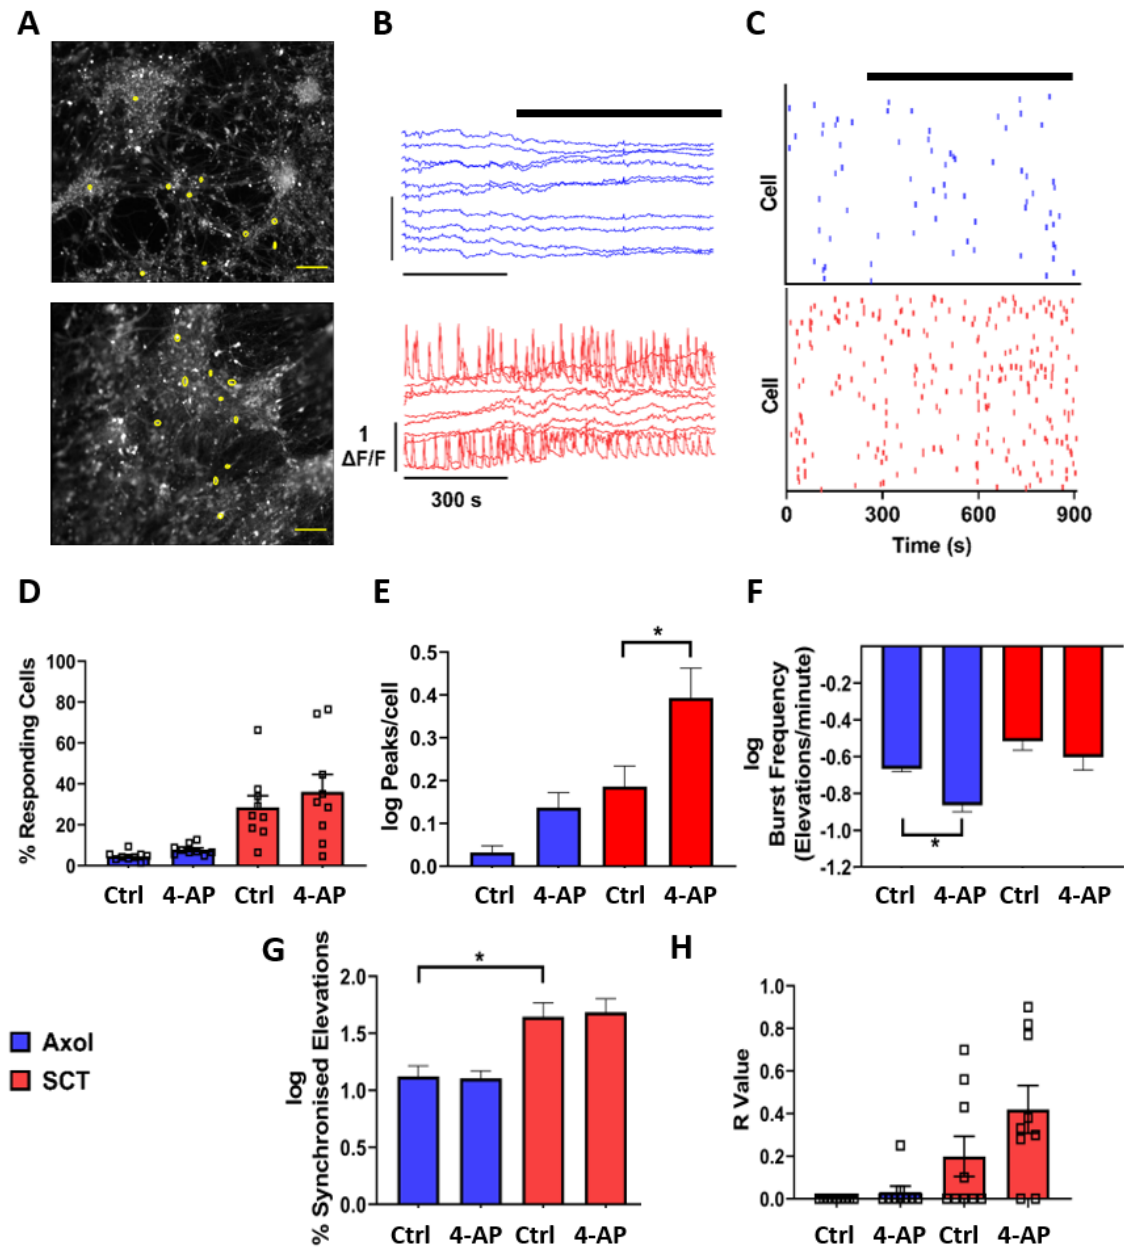 A
B
C
1
ΔF/F
300 s
Cell
Cell
0 300 600 900
Time (s)
D
E
F
% Responding Cells
100
80
60
40
20
0
Ctrl 4-AP Ctrl 4-AP
log Peaks/cell
0.5
0.4
0.3
0.2
0.1
0.0
*
Ctrl 4-AP Ctrl 4-AP
log
Burst Frequency
(Elevations/minute)
-0.2
-0.4
-0.6
-0.8
-1.0
-1.2
*
Ctrl 4-AP Ctrl 4-AP
G
H
Axol
SCT
log
% Synchronised Elevations
2.0
1.5
1.0
0.5
0.0
*
Ctrl 4-AP Ctrl 4-AP
R Value
1.0
0.8
0.6
0.4
0.2
0.0
Ctrl 4-AP Ctrl 4-AP